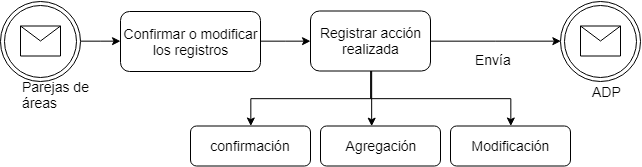 Parejas de
áreas
Confirmar o modificar
los registros
Registrar acción
realizada
Envía
ADP
confirmación
Agregación
Modificación